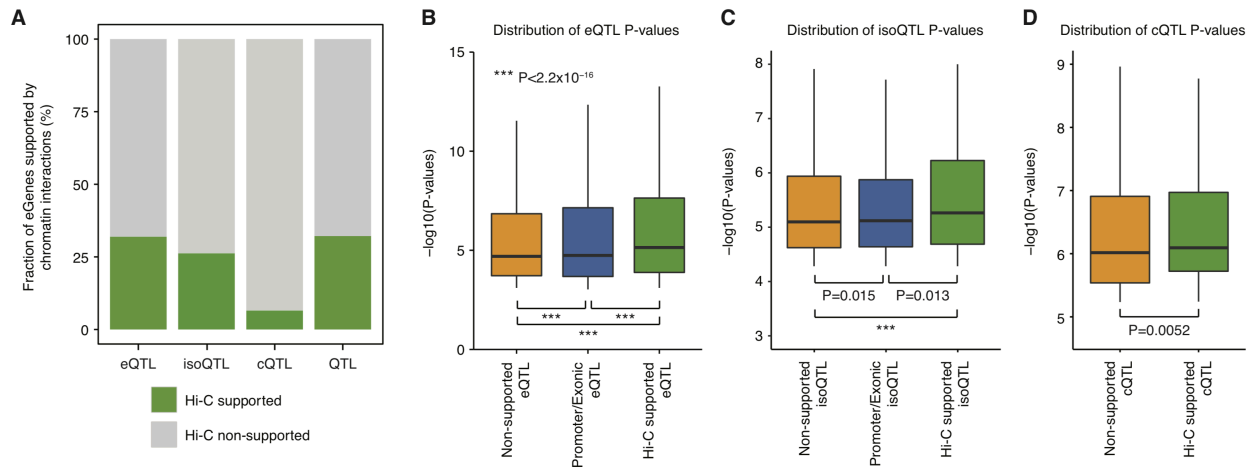 A
Fraction of eGenes supported by
chromatin interactions (%)
100
75
50
25
0
eQTL
isoQTL
cQTL
QTL
Hi-C supported
Hi-C non-supported
B
Distribution of eQTL P-values
−log10(P-values)
15
10
5
0
*** P<2.2x10⁻¹⁶
***
***
***
Non-supported
eQTL
Promoter/Exonic
eQTL
Hi-C supported
eQTL
C
Distribution of isoQTL P-values
−log10(P-values)
8
7
6
5
4
3
P=0.015
P=0.013
***
Non-supported
isoQTL
Promoter/Exonic
isoQTL
Hi-C supported
isoQTL
D
Distribution of cQTL P-values
−log10(P-values)
9
8
7
6
5
P=0.0052
Non-supported
cQTL
Hi-C supported
cQTL